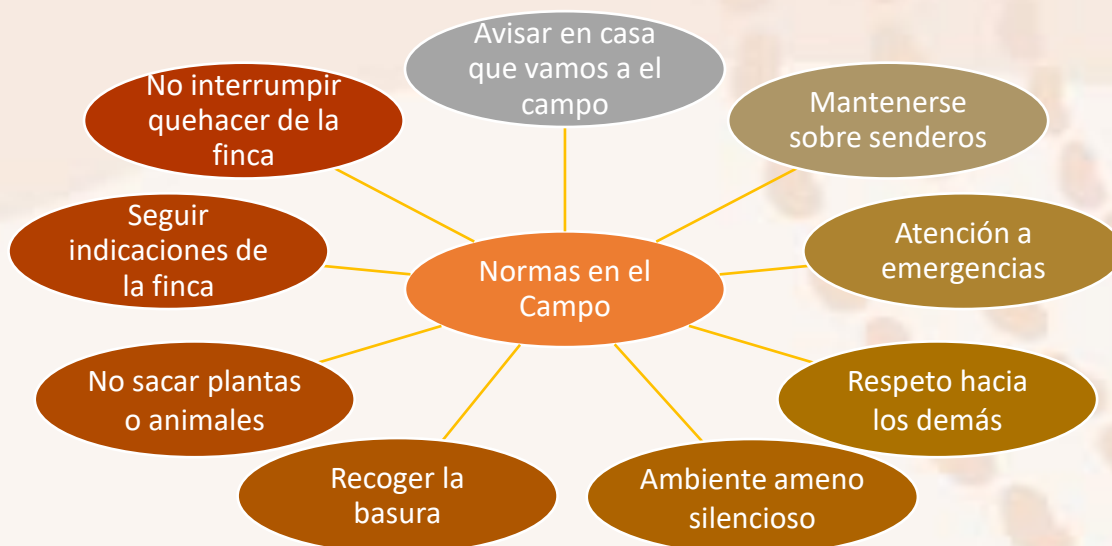 Avisar en casa
que vamos a el
campo
Mantenerse
sobre senderos
Atención a
emergencias
Respeto hacia
los demás
Ambiente ameno
silencioso
Recoger la
basura
No sacar plantas
o animales
Seguir
indicaciones de
la finca
No interrumpir
quehacer de la
finca
Normas en el
Campo